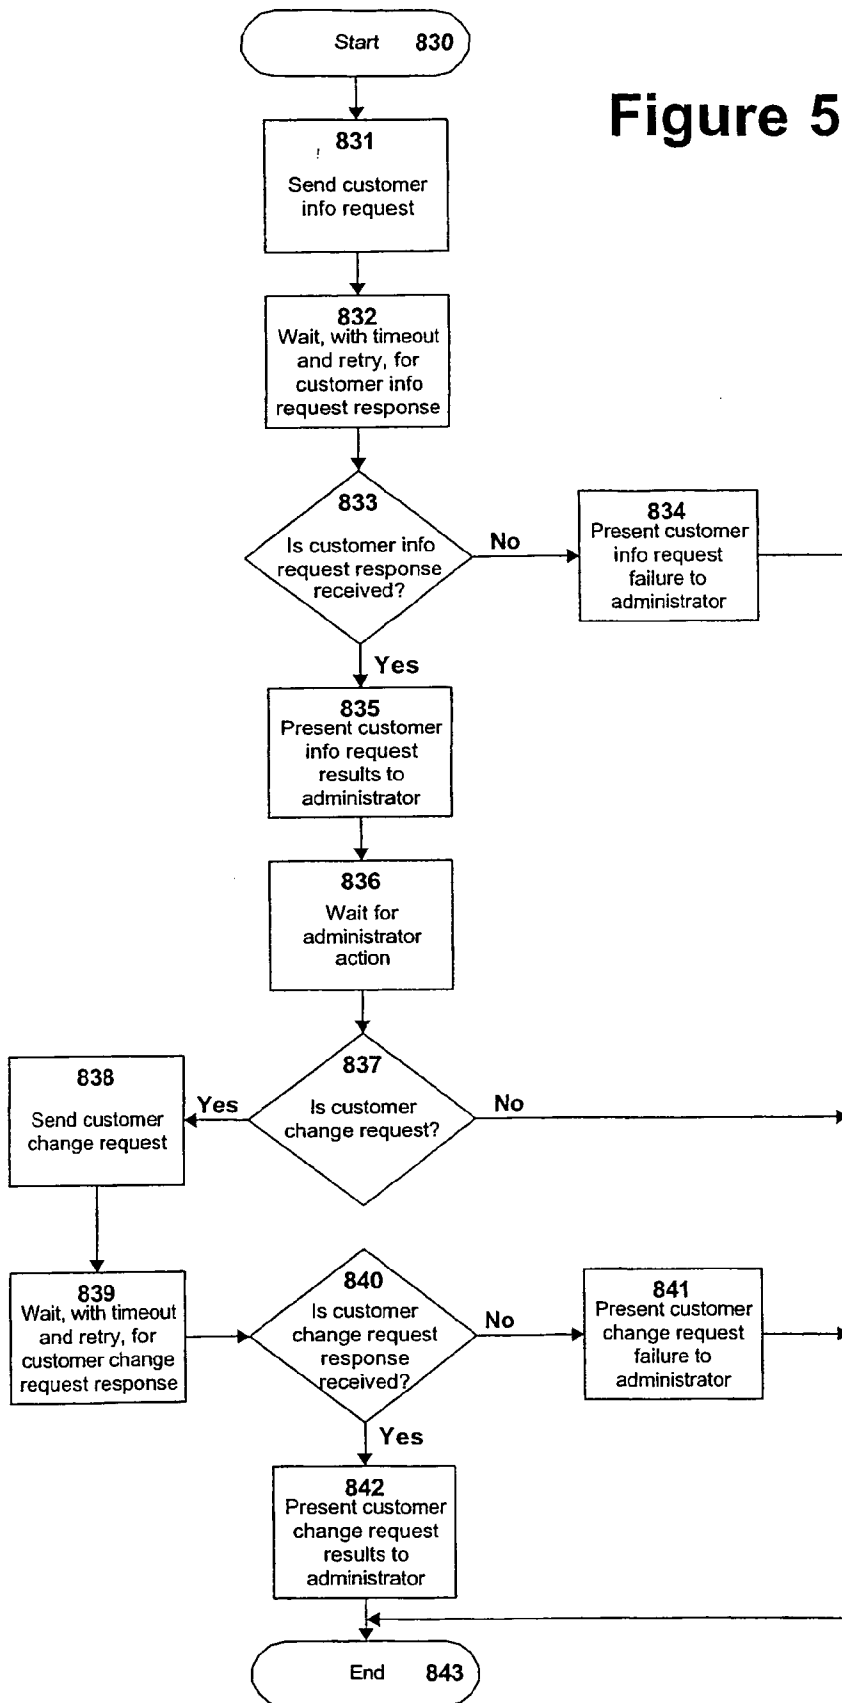 Start 830
Figure 5
831
Send customer
info request
832
Wait, with timeout
and retry, for
customer info
request response
833
Is customer info
request response
received?
No
834
Present customer
info request
failure to
administrator
Yes
835
Present customer
info request
results to
administrator
836
Wait for
administrator
action
837
Is customer
change request?
Yes
No
838
Send customer
change request
839
Wait, with timeout
and retry, for
customer change
request response
840
Is customer
change request
response
received?
No
841
Present customer
change request
failure to
administrator
Yes
842
Present customer
change request
results to
administrator
End 843